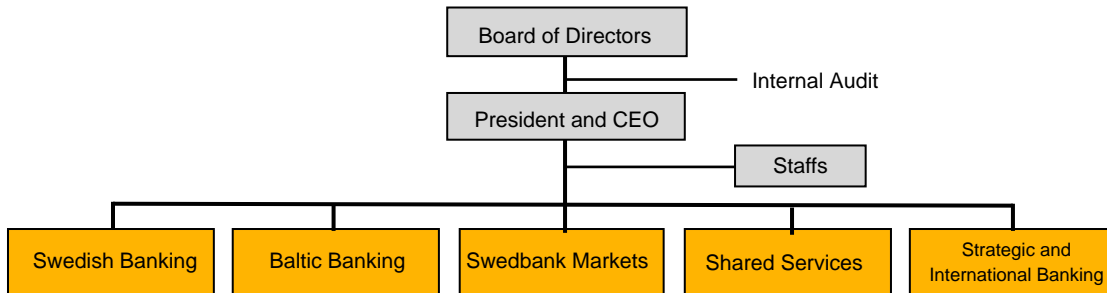 Board of Directors
Internal Audit
President and CEO
Staffs
Swedish Banking
Baltic Banking
Swedbank Markets
Shared Services
Strategic and
International Banking